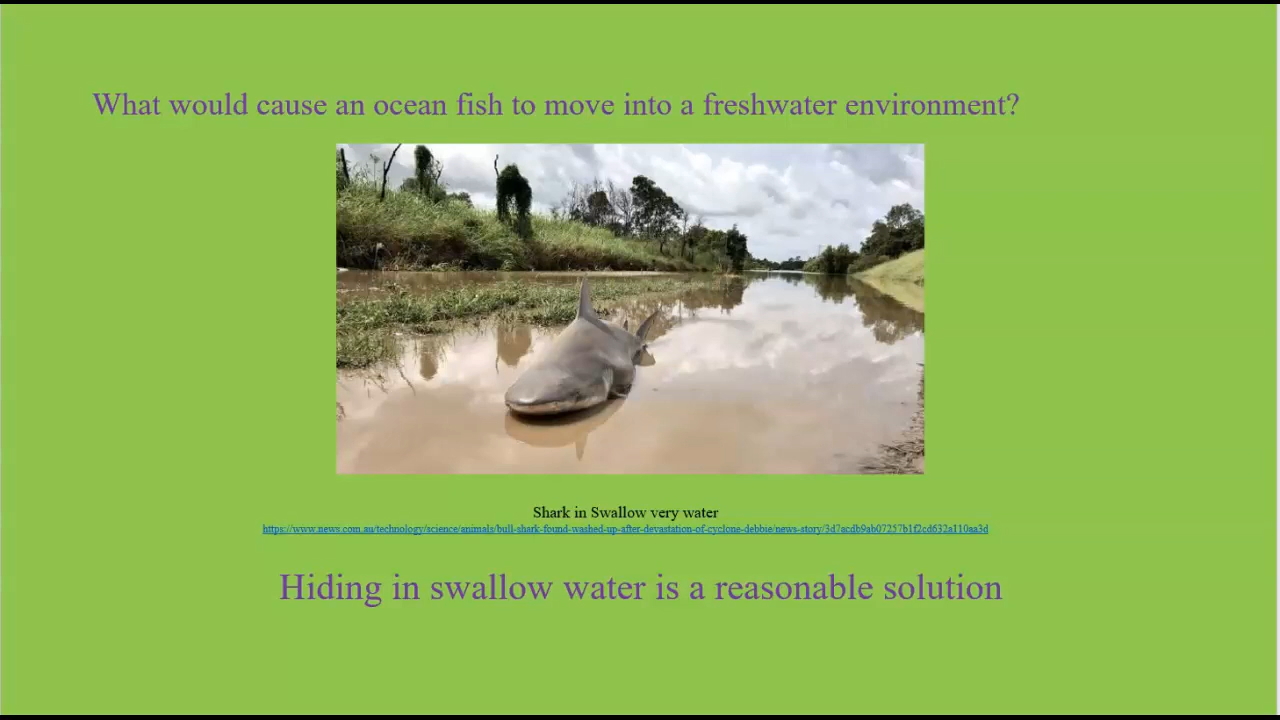 What would cause an ocean fish to move into a freshwater environment?
Shark in Swallow very water
https://www.news.com.au/technology/science/animals/bull-shark-found-washed-up-after-devastation-of-cyclone-debbie/news-story/3d7acdb9ab07257b1f2cd632a110aa3d
Hiding in swallow water is a reasonable solution